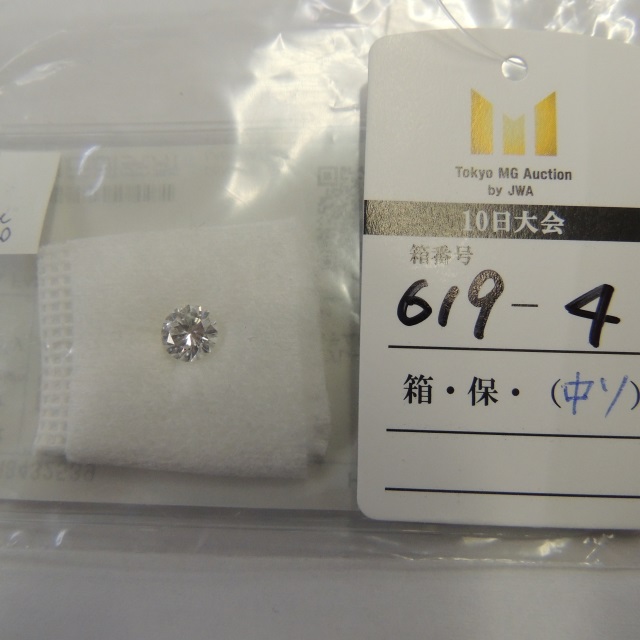 Tokyo MG Auction
by JWA
10日大会
箱番号
619-4
箱・保・(中ソ)